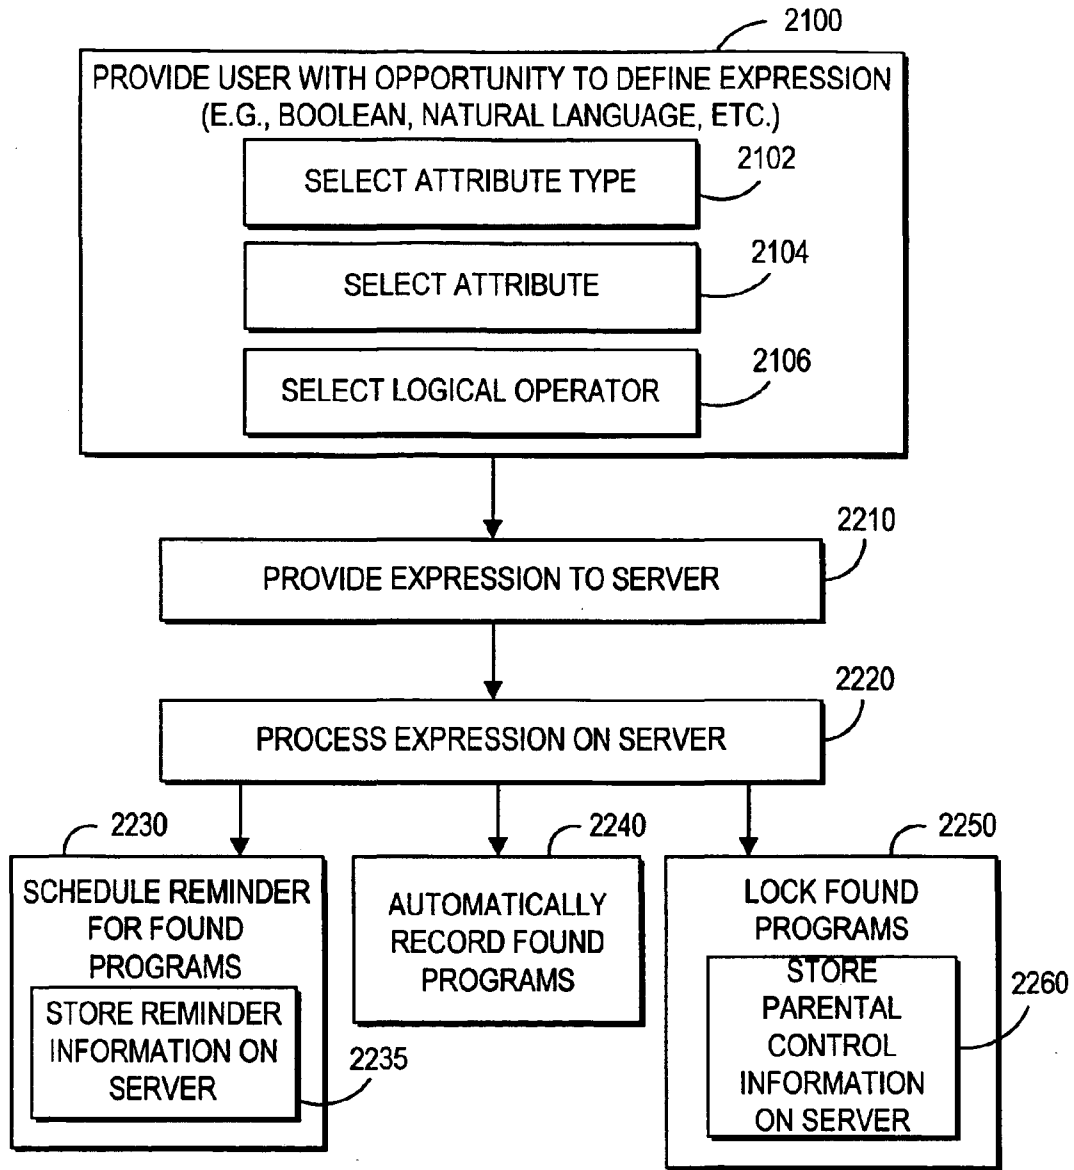 2100
PROVIDE USER WITH OPPORTUNITY TO DEFINE EXPRESSION
(E.G., BOOLEAN, NATURAL LANGUAGE, ETC.)
SELECT ATTRIBUTE TYPE
2102
SELECT ATTRIBUTE
2104
SELECT LOGICAL OPERATOR
2106
PROVIDE EXPRESSION TO SERVER
2210
PROCESS EXPRESSION ON SERVER
2220
2230
SCHEDULE REMINDER
FOR FOUND
PROGRAMS
STORE REMINDER
INFORMATION ON
SERVER
2235
2240
AUTOMATICALLY
RECORD FOUND
PROGRAMS
2250
LOCK FOUND
PROGRAMS
STORE
PARENTAL
CONTROL
INFORMATION
ON SERVER
2260